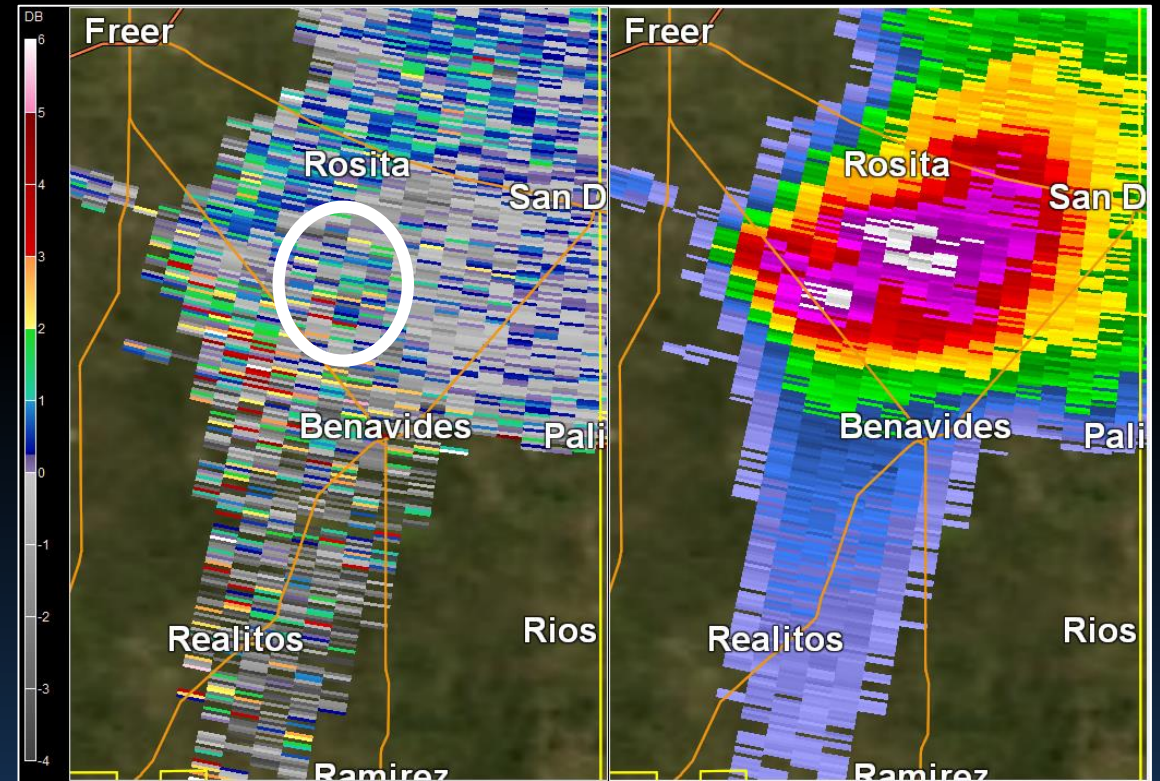 DB
6
5
4
3
2
1
0
-1
-2
-3
-4
Freer
Rosita
San D
Benavides
Pali
Realitos
Rios
Ramirez
Freer
Rosita
San D
Benavides
Pali
Realitos
Rios
Ramirez